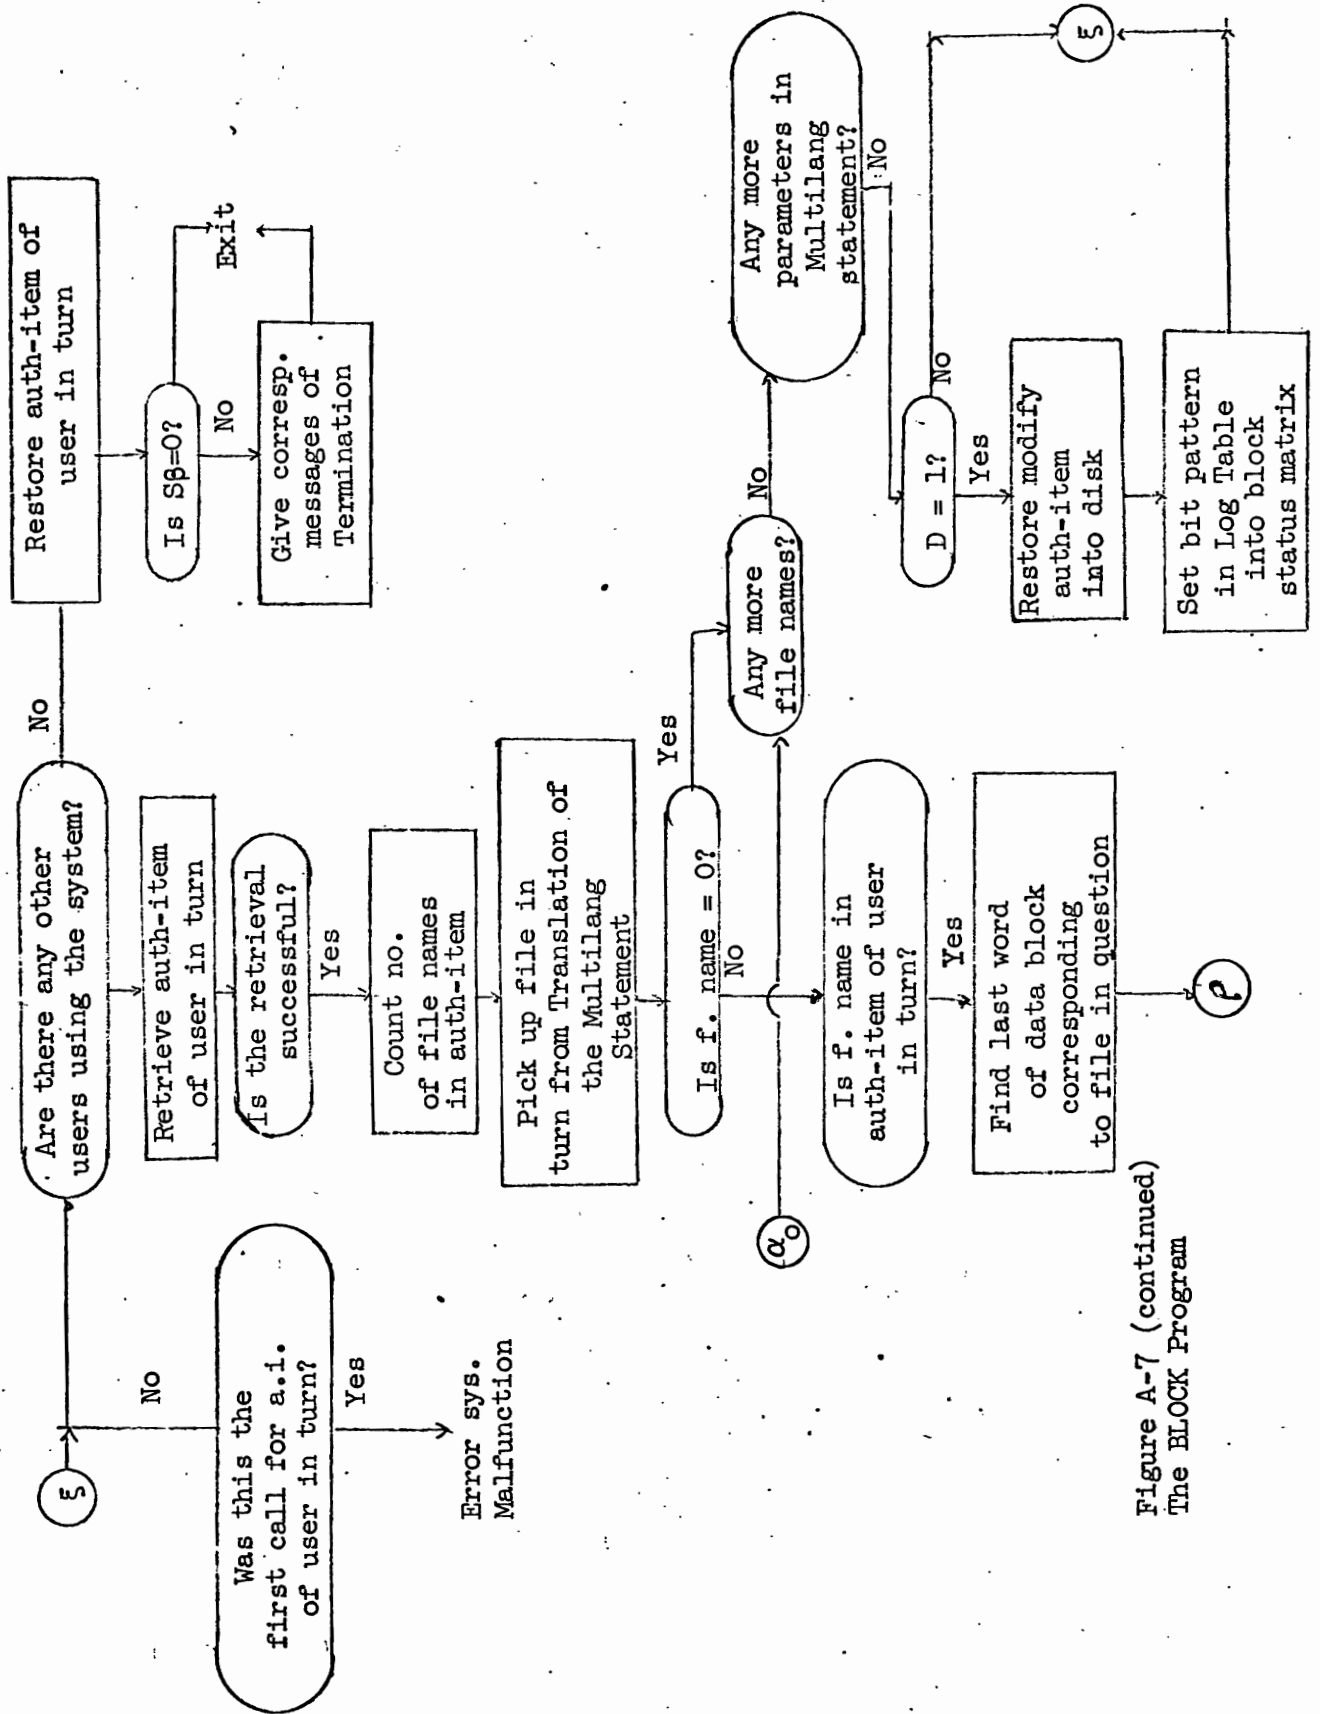 ξ
No
Was this the
first call for a.i.
of user in turn?
Yes
Error sys.
Malfunction
Are there any other
users using the system?
No
Retrieve auth-item
of user in turn
Is the retrieval
successful?
Yes
Count no.
of file names
in auth-item
Pick up file in
turn from Translation of
the Multilang
Statement
Is f. name = 0?
Yes
No
α₀
Is f. name in
auth-item of user
in turn?
Yes
Find last word
of data block
corresponding
to file in question
ρ
Restore auth-item of
user in turn
Is Sβ=0?
No
Exit
Give corresp.
messages of
Termination
Any more
file names?
No
Any more
parameters in
Multilang
statement?
No
D = 1?
No
Yes
Restore modify
auth-item
into disk
Set bit pattern
in Log Table
into block
status matrix
ξ
Figure A-7 (continued)
The BLOCK Program